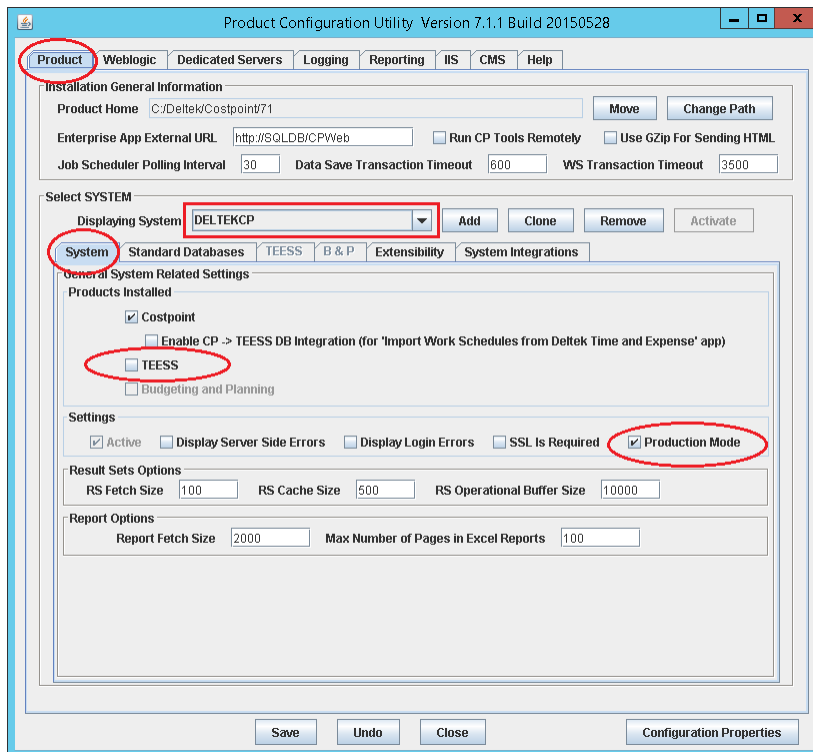 Product Configuration Utility Version 7.1.1 Build 20150528
Product Weblogic Dedicated Servers Logging Reporting IIS CMS Help
Installation General Information
Product Home C:/Deltek/Costpoint/71 Move Change Path
Enterprise App External URL http://SQLDB/CPWeb Run CP Tools Remotely Use GZip For Sending HTML
Job Scheduler Polling Interval 30 Data Save Transaction Timeout 600 WS Transaction Timeout 3500
Select SYSTEM
Displaying System DELTEKCP Add Clone Remove Activate
System Standard Databases TEESS B & P Extensibility System Integrations
General System Related Settings
Products Installed
Costpoint
Enable CP -> TEESS DB Integration (for 'Import Work Schedules from Deltek Time and Expense' app)
TEESS
Budgeting and Planning
Settings
Active Display Server Side Errors Display Login Errors SSL Is Required Production Mode
Result Sets Options
RS Fetch Size 100 RS Cache Size 500 RS Operational Buffer Size 10000
Report Options
Report Fetch Size 2000 Max Number of Pages in Excel Reports 100
Save Undo Close Configuration Properties